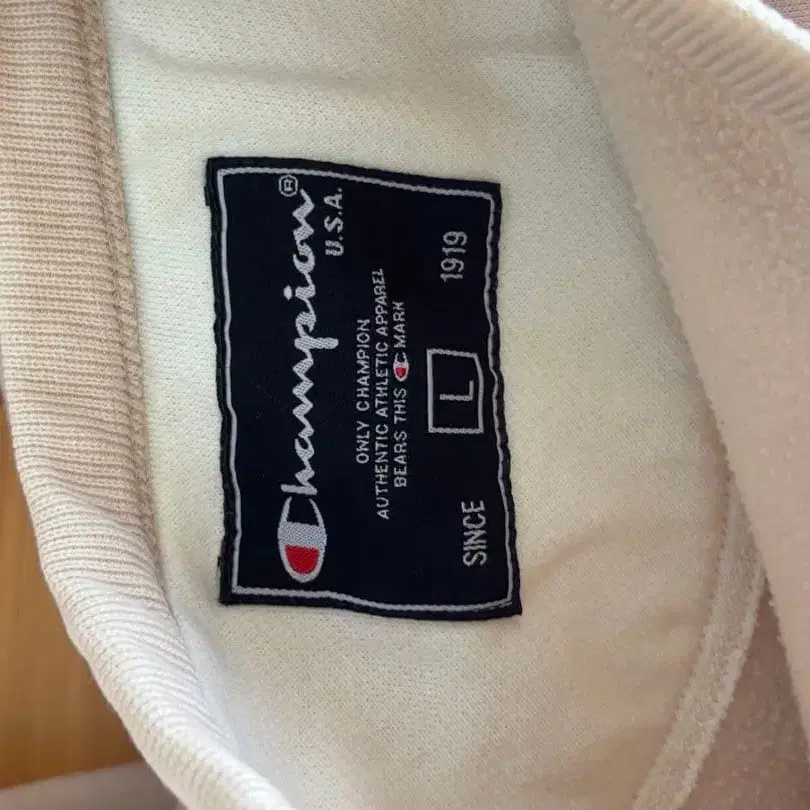 Champion®
U.S.A.
ONLY CHAMPION
AUTHENTIC ATHLETIC APPAREL
BEARS THIS C MARK
SINCE L 1919